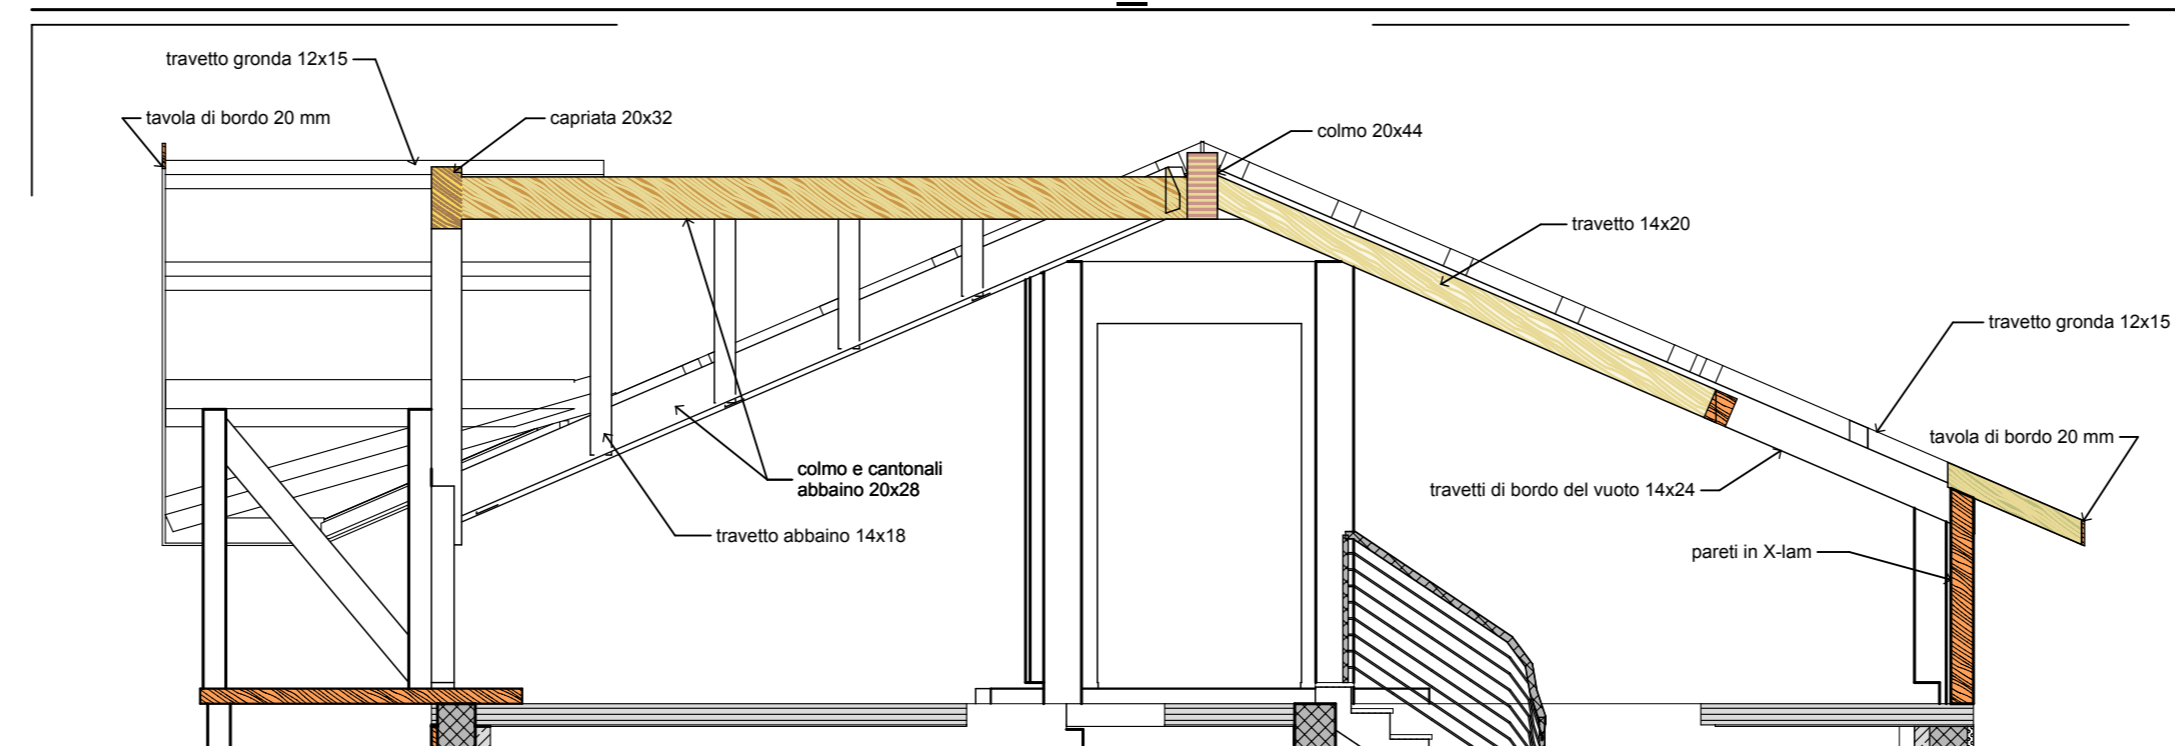 travetto gronda 12x15
tavola di bordo 20 mm
capriata 20x32
colmo 20x44
travetto 14x20
travetto gronda 12x15
tavola di bordo 20 mm
colmo e cantonali
abbaino 20x28
travetti di bordo del vuoto 14x24
travetto abbaino 14x18
pareti in X-lam